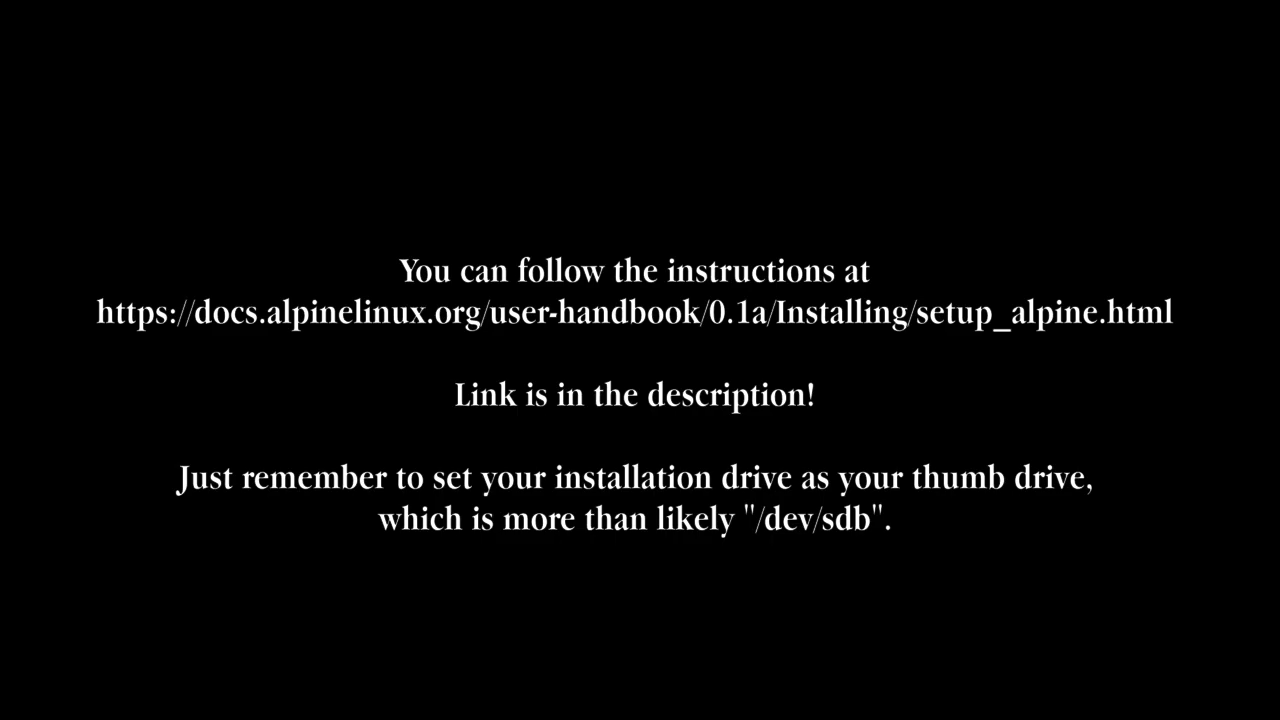 You can follow the instructions at
https://docs.alpinelinux.org/user-handbook/0.1a/Installing/setup_alpine.html
Link is in the description!
Just remember to set your installation drive as your thumb drive,
which is more than likely "/dev/sdb".